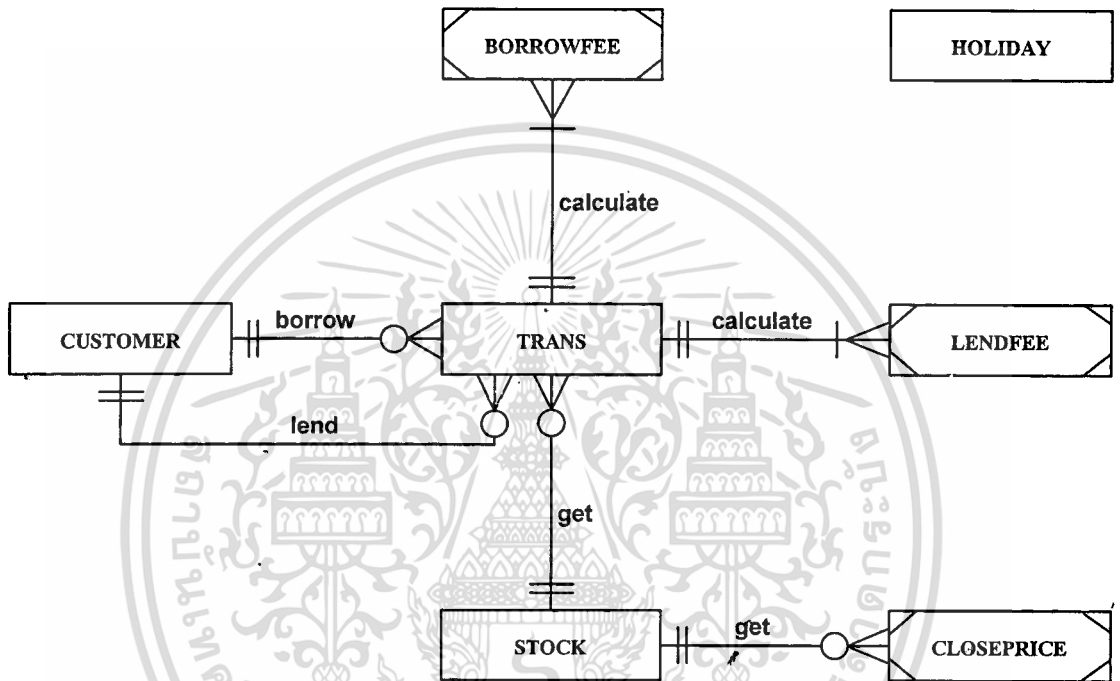 BORROWFEE
HOLIDAY
calculate
CUSTOMER
borrow
TRANS
calculate
LENDFEE
lend
get
STOCK
get
CLOSEPRICE